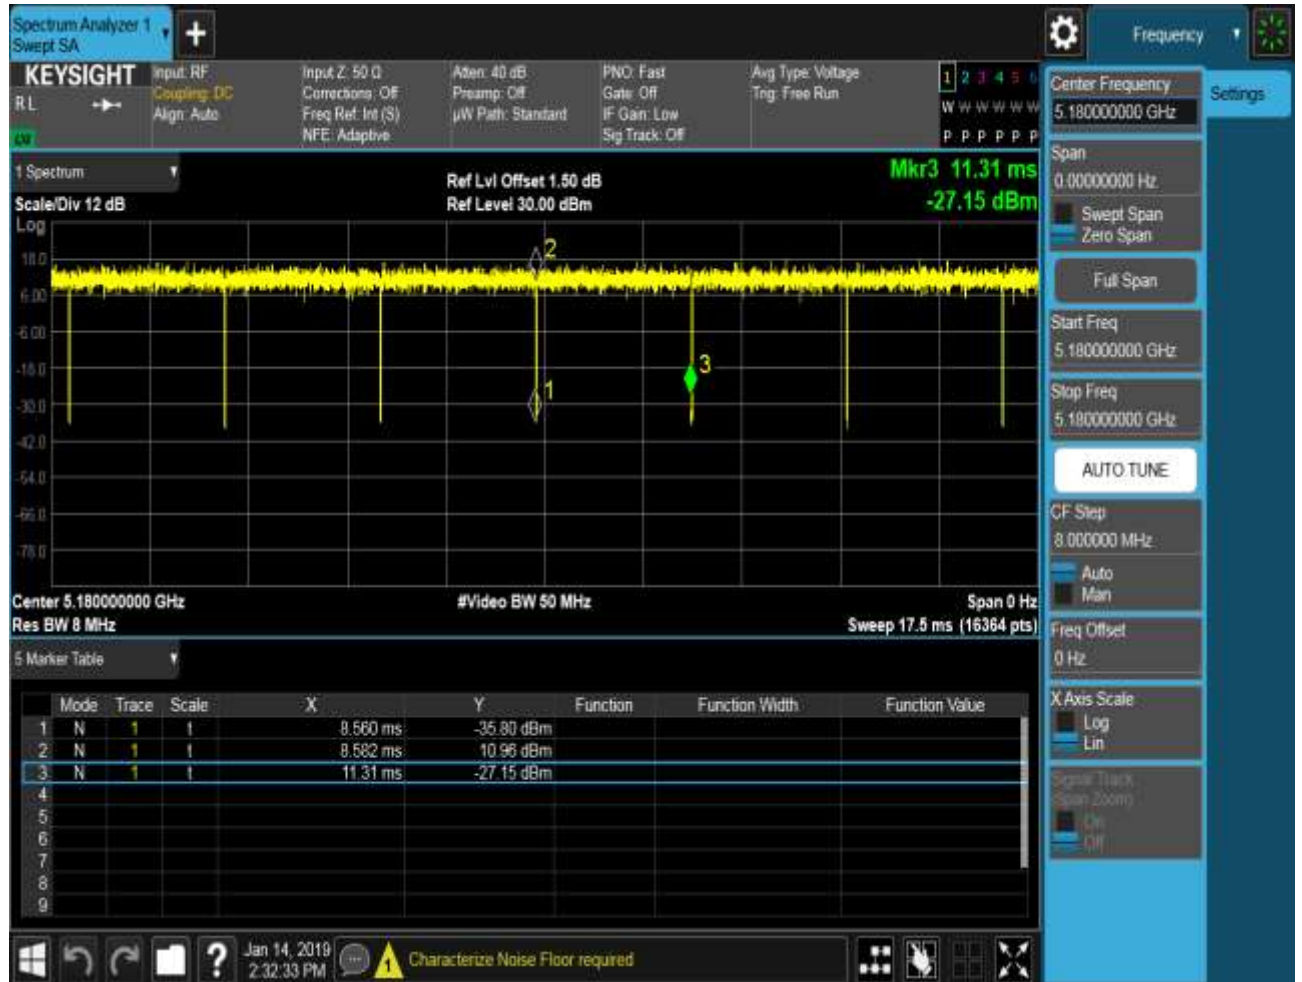 Spectrum Analyzer 1
Swept SA
+
Frequency
KEYSIGHT
RL
Input: RF
Coupling: DC
Align: Auto
Input Z: 50 Ω
Corrections: Off
Freq Ref: Int (S)
NFE: Adaptive
Atten: 40 dB
Preamp: Off
µW Path: Standard
PNO: Fast
Gate: Off
IF Gain: Low
Sig Track: Off
Avg Type: Voltage
Trig: Free Run
1 2 3 4 5 6
W W W W W W
P P P P P P
1 Spectrum
Scale/Div 12 dB
Ref Lvl Offset 1.50 dB
Ref Level 30.00 dBm
Mkr3 11.31 ms
-27.15 dBm
Log
18.0
6.00
-6.00
-18.0
-30.0
-42.0
-54.0
-66.0
-78.0
2
1
3
Center 5.180000000 GHz
#Video BW 50 MHz
Span 0 Hz
Res BW 8 MHz
Sweep 17.5 ms (16364 pts)
5 Marker Table
Mode Trace Scale X Y Function Function Width Function Value
1 N 1 t 8.560 ms -35.80 dBm
2 N 1 t 8.582 ms 10.96 dBm
3 N 1 t 11.31 ms -27.15 dBm
4
5
6
7
8
9
Jan 14, 2019
2:32:33 PM
1
Characterize Noise Floor required
Center Frequency
5.180000000 GHz
Settings
Span
0.00000000 Hz
Swept Span
Zero Span
Full Span
Start Freq
5.180000000 GHz
Stop Freq
5.180000000 GHz
AUTO TUNE
CF Step
8.000000 MHz
Auto
Man
Freq Offset
0 Hz
X Axis Scale
Log
Lin
Signal Track
(Span Zoom)
On
Off